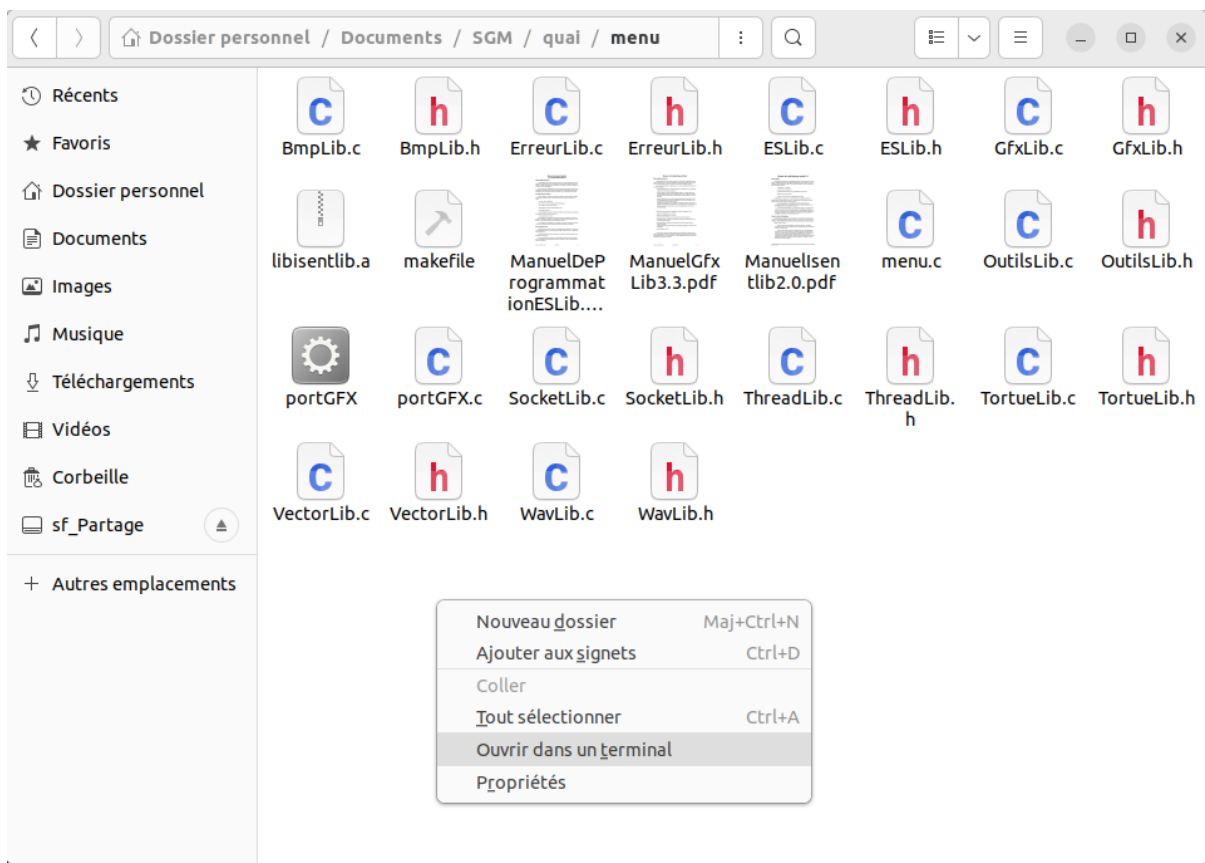 Dossier personnel / Documents / SGM / quai / menu
Récents
Favoris
Dossier personnel
Documents
Images
Musique
Téléchargements
Vidéos
Corbeille
sf_Partage
Autres emplacements
BmpLib.c BmpLib.h ErreurLib.c ErreurLib.h ESLib.c ESLib.h GfxLib.c GfxLib.h
libisentlib.a makefile ManuelDeP ManuelGfx ManuelIsen menu.c OutilsLib.c OutilsLib.h
rogrammat Lib3.3.pdf tlib2.0.pdf
ionESLib....
portGFX portGFX.c SocketLib.c SocketLib.h ThreadLib.c ThreadLib. TortueLib.c TortueLib.h
h
VectorLib.c VectorLib.h WavLib.c WavLib.h
Nouveau dossier Maj+Ctrl+N
Ajouter aux signets Ctrl+D
Coller
Tout sélectionner Ctrl+A
Ouvrir dans un terminal
Propriétés